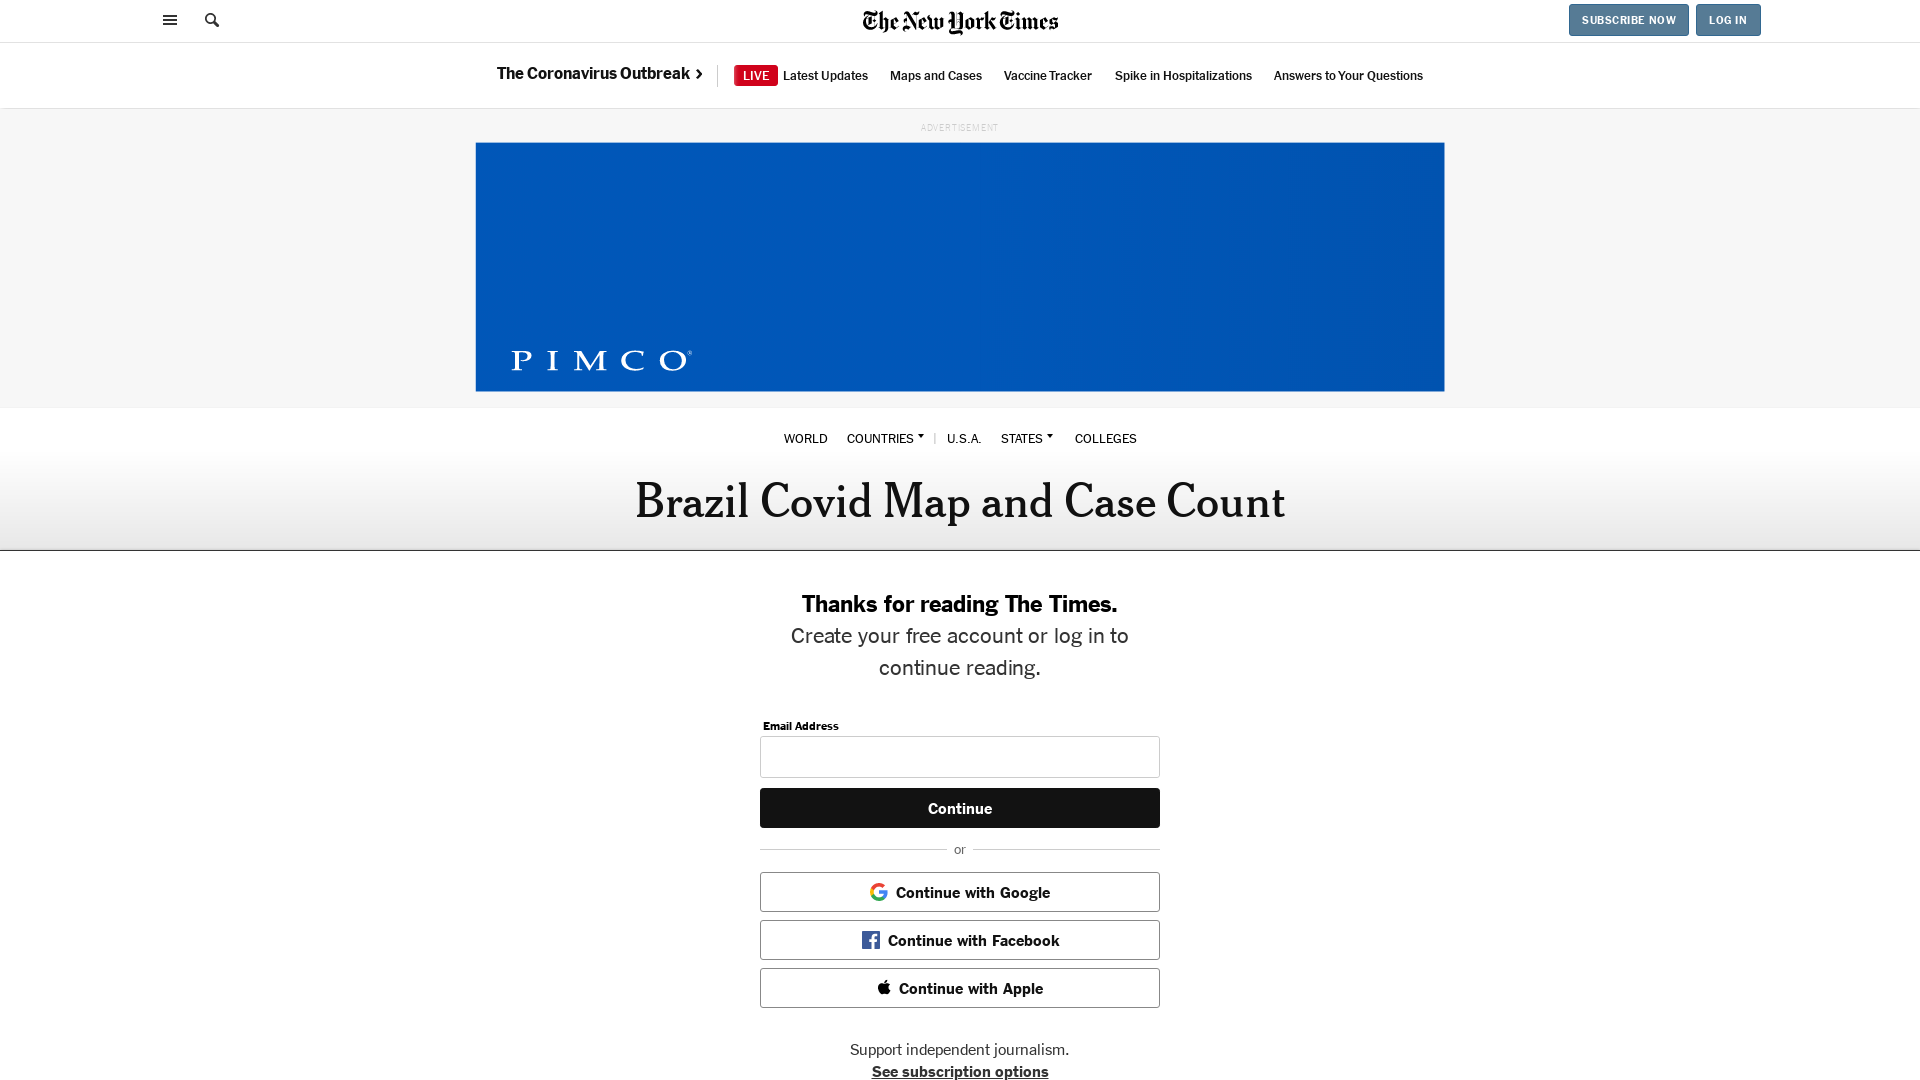 The New York Times
SUBSCRIBE NOW
LOG IN
The Coronavirus Outbreak
LIVE Latest Updates
Maps and Cases
Vaccine Tracker
Spike in Hospitalizations
Answers to Your Questions
ADVERTISEMENT
PIMCO®
WORLD COUNTRIES | U.S.A. STATES COLLEGES
Brazil Covid Map and Case Count
Thanks for reading The Times.
Create your free account or log in to
continue reading.
Email Address
Continue
or
Continue with Google
Continue with Facebook
Continue with Apple
Support independent journalism.
See subscription options